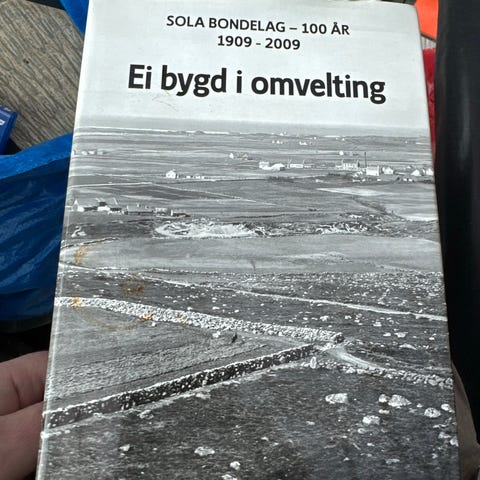 SOLA BONDELAG – 100 ÅR
1909 - 2009
Ei bygd i omvelting